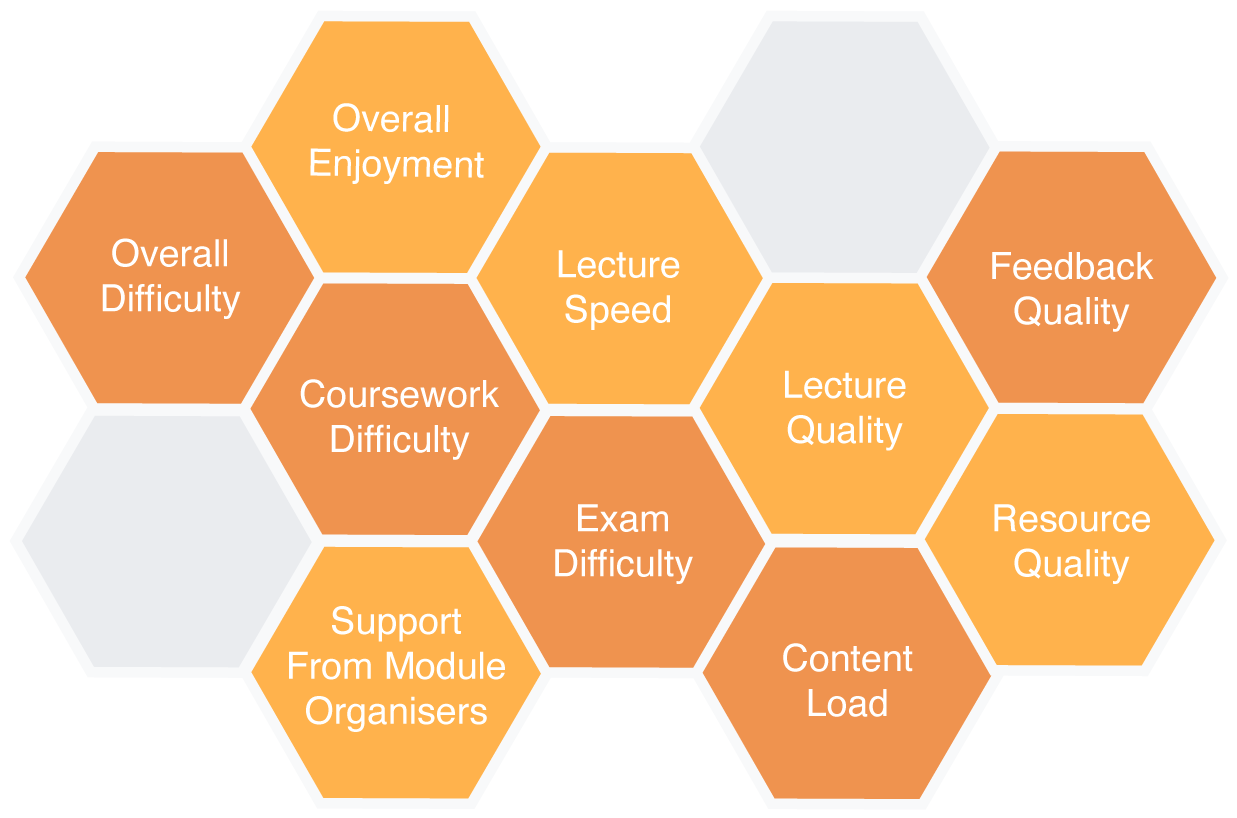 Overall
Enjoyment
Overall
Difficulty
Lecture
Speed
Feedback
Quality
Coursework
Difficulty
Lecture
Quality
Exam
Difficulty
Resource
Quality
Support
From Module
Organisers
Content
Load